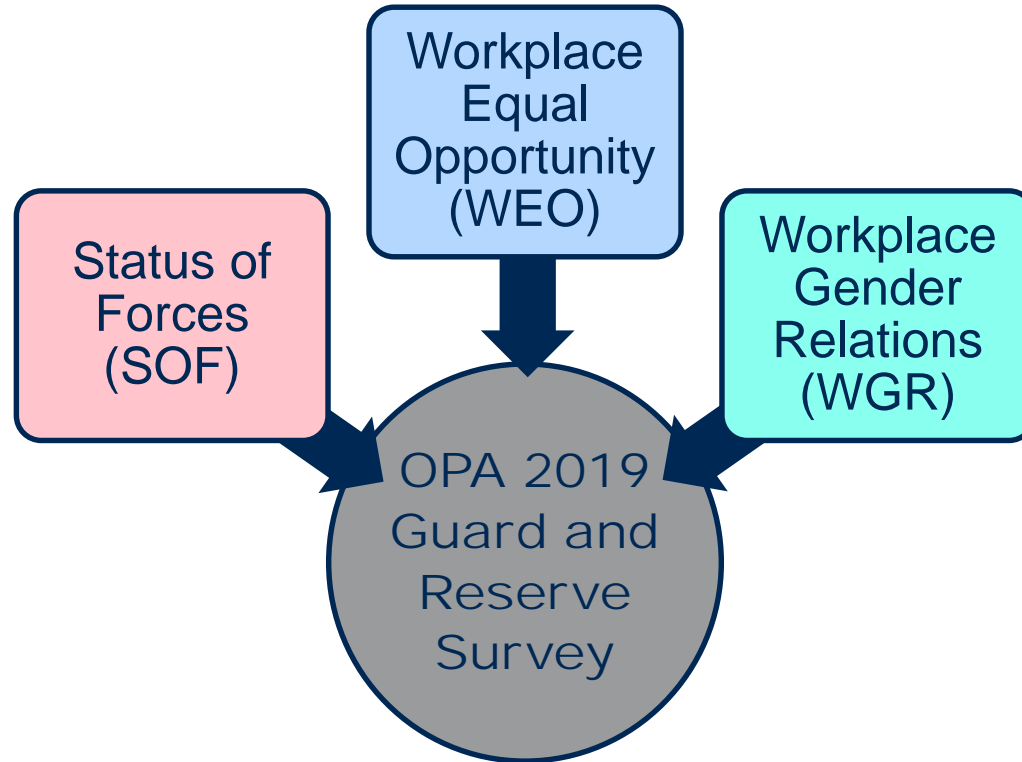 Workplace
Equal
Opportunity
(WEO)
Status of
Forces
(SOF)
Workplace
Gender
Relations
(WGR)
OPA 2019
Guard and
Reserve
Survey